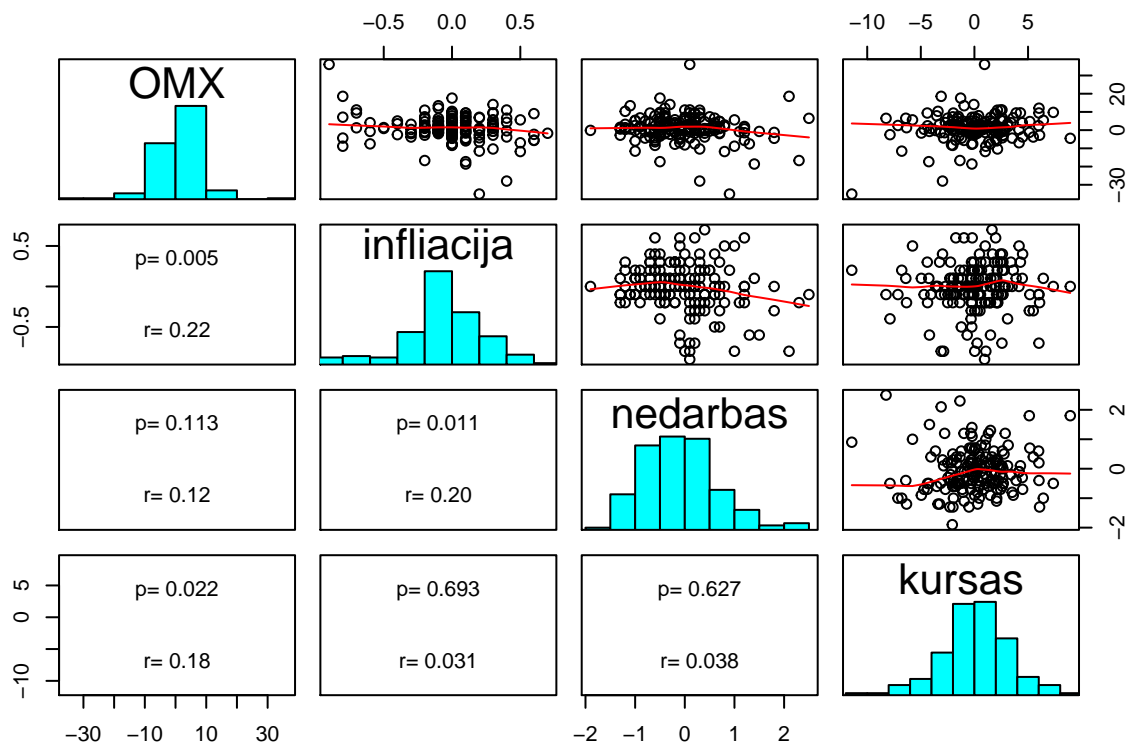 −0.5 0.0 0.5 −10 −5 0 5
OMX
−30 0 20
−0.5 0.5
p= 0.005
r= 0.22
infliacija
p= 0.113
r= 0.12
p= 0.011
r= 0.20
nedarbas
−2 0 2
−10 0 5
p= 0.022
r= 0.18
p= 0.693
r= 0.031
p= 0.627
r= 0.038
kursas
−30 −10 10 30 −2 −1 0 1 2